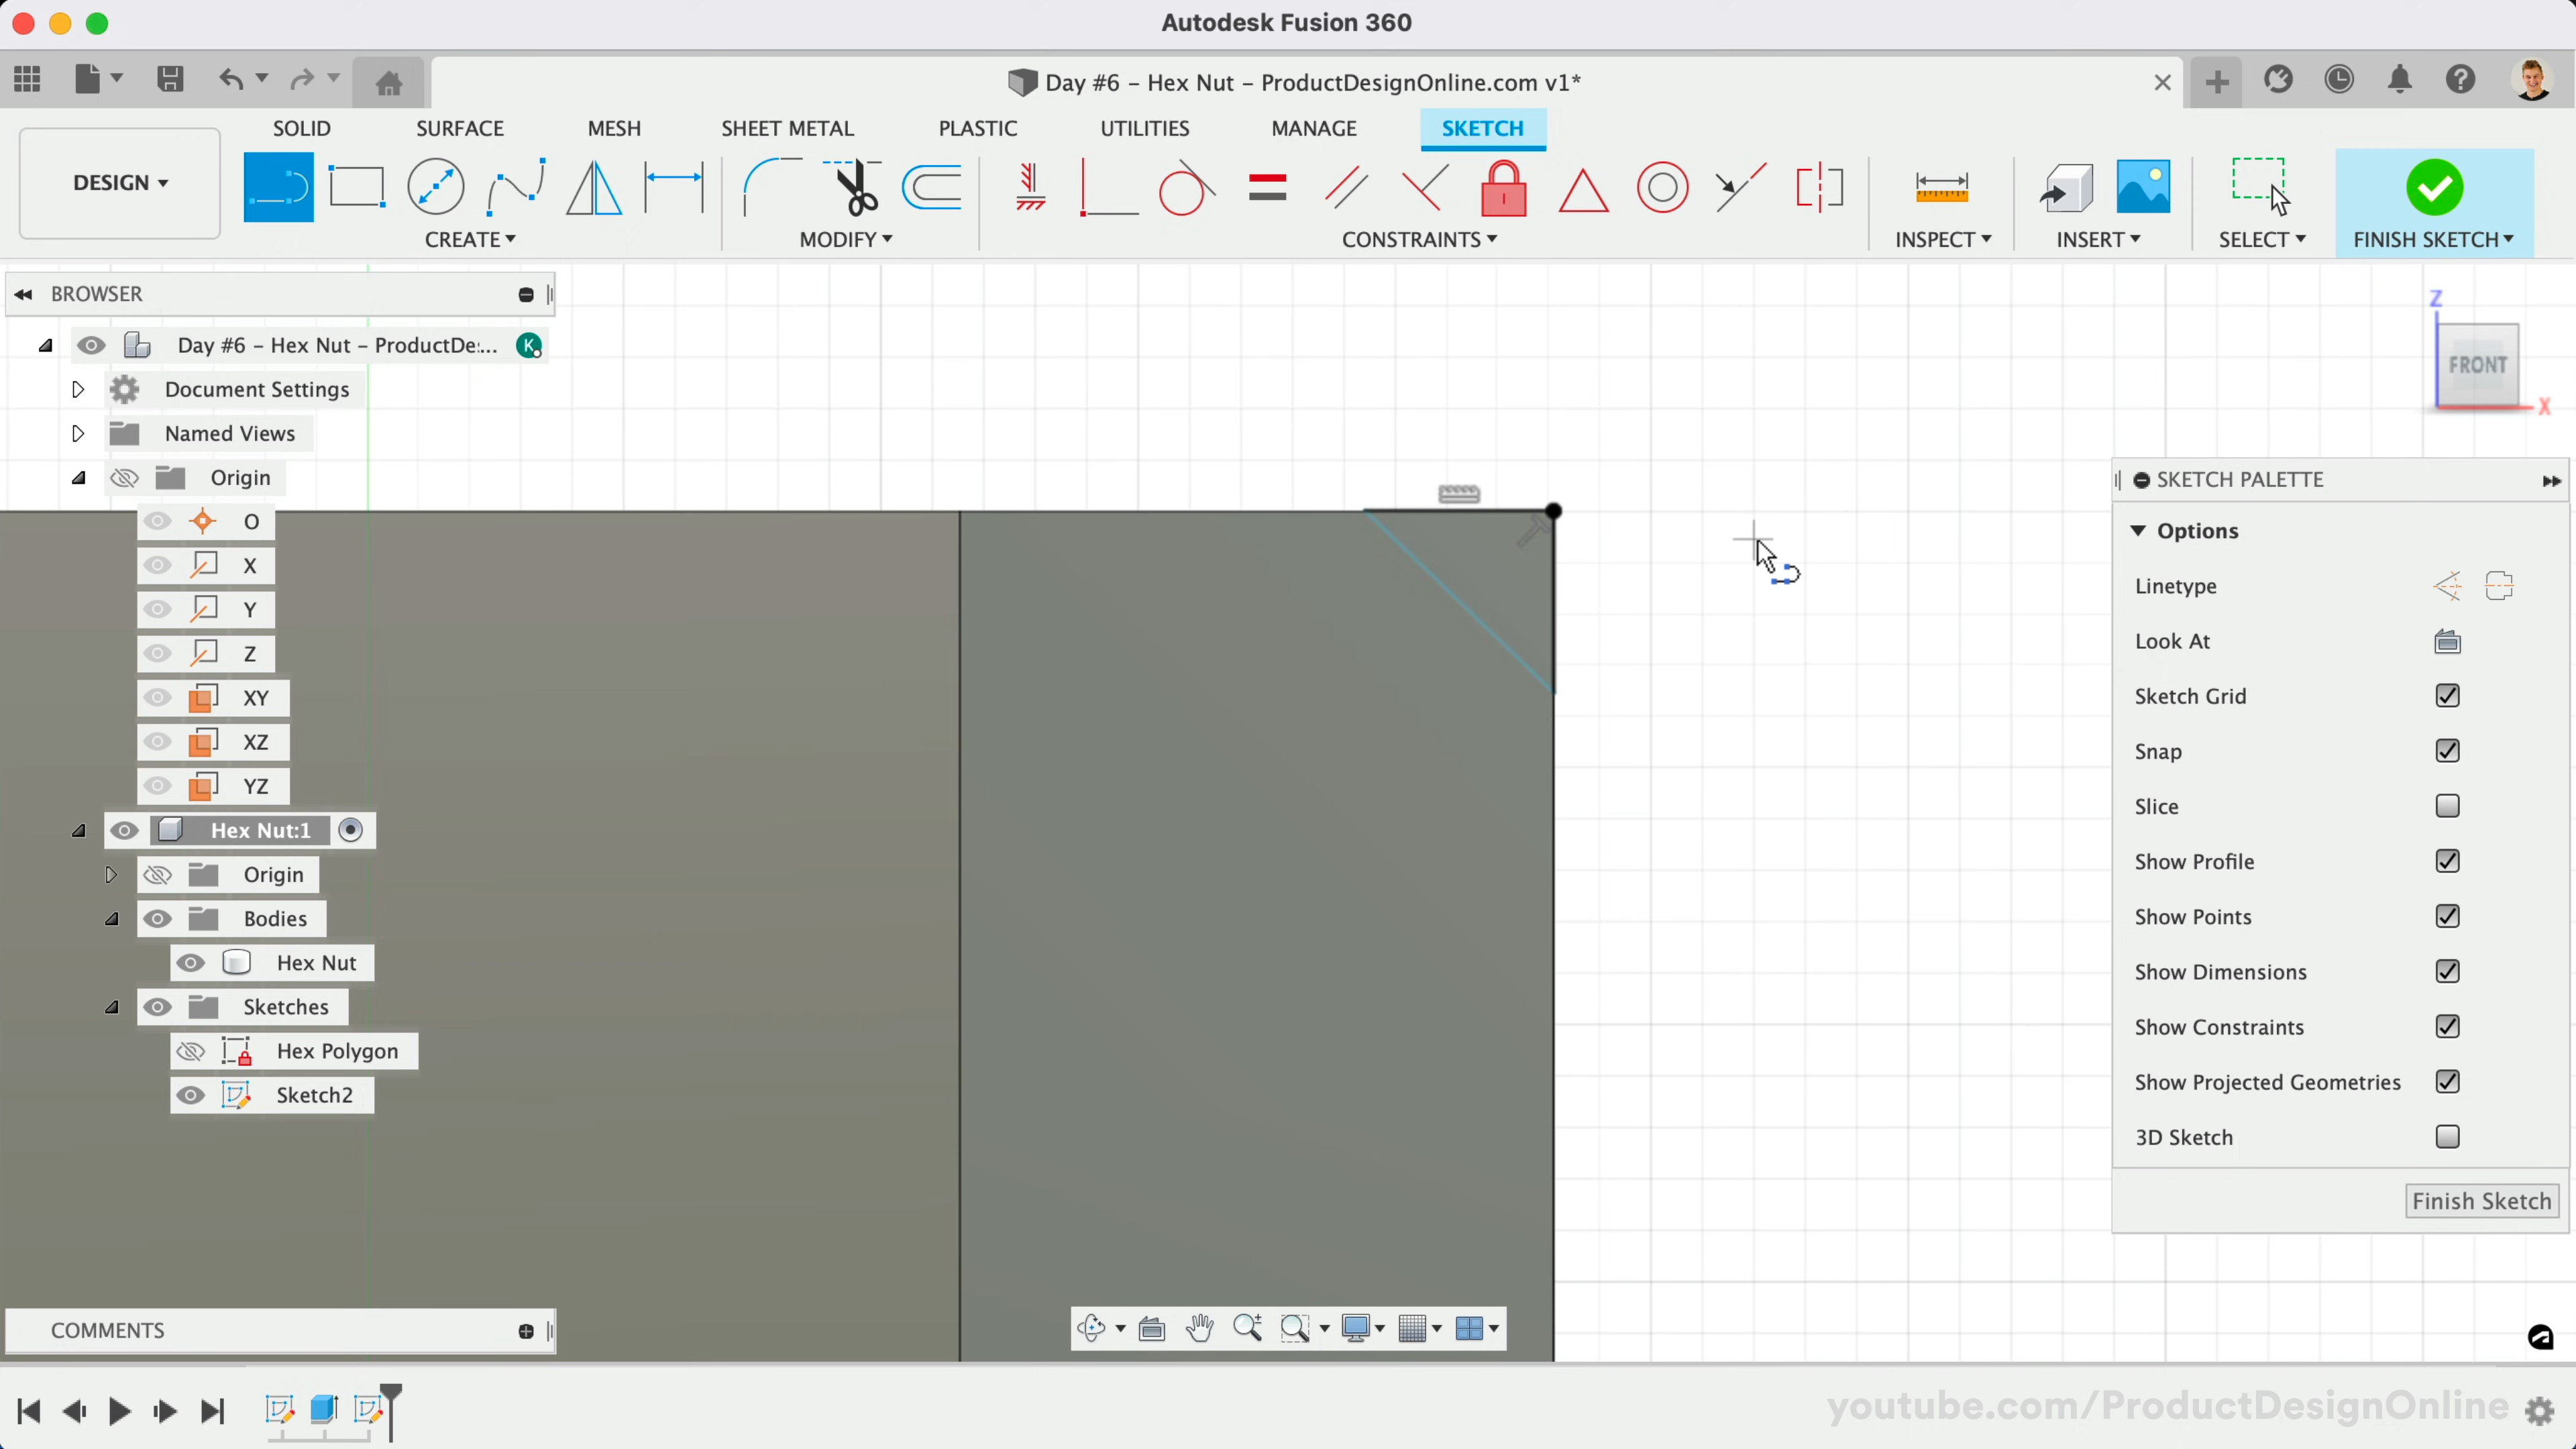 Autodesk Fusion 360
Day #6 – Hex Nut – ProductDesignOnline.com v1*
SOLID SURFACE MESH SHEET METAL PLASTIC UTILITIES MANAGE SKETCH
DESIGN
CREATE MODIFY CONSTRAINTS INSPECT INSERT SELECT FINISH SKETCH
BROWSER
Day #6 – Hex Nut – ProductDe:...
K
Document Settings
Named Views
Origin
O
X
Y
Z
XY
XZ
YZ
Hex Nut:1
Origin
Bodies
Hex Nut
Sketches
Hex Polygon
Sketch2
COMMENTS
Z
FRONT
X
SKETCH PALETTE
Options
Linetype
Look At
Sketch Grid
Snap
Slice
Show Profile
Show Points
Show Dimensions
Show Constraints
Show Projected Geometries
3D Sketch
Finish Sketch
youtube.com/ProductDesignOnline